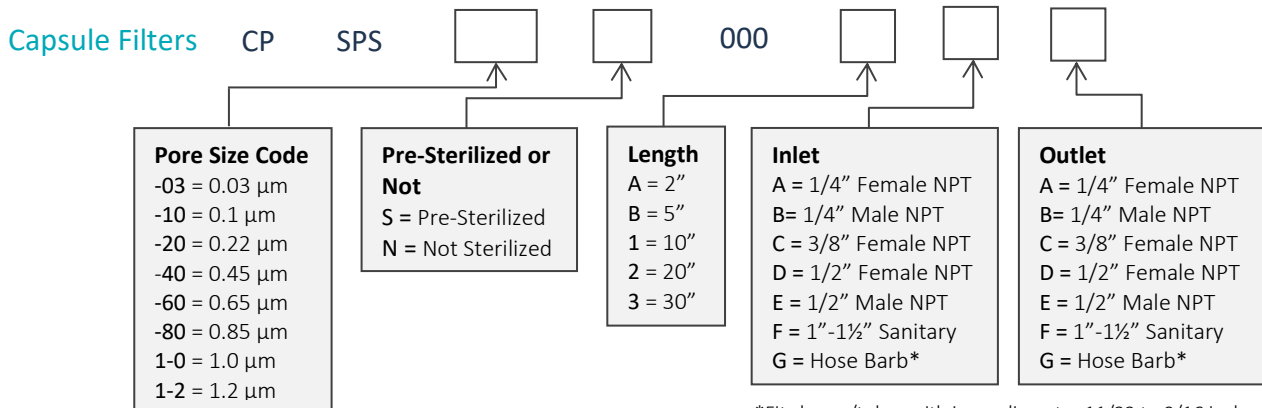 Capsule Filters CP SPS 000
Pore Size Code
-03 = 0.03 µm
-10 = 0.1 µm
-20 = 0.22 µm
-40 = 0.45 µm
-60 = 0.65 µm
-80 = 0.85 µm
1-0 = 1.0 µm
1-2 = 1.2 µm
Pre-Sterilized or
Not
S = Pre-Sterilized
N = Not Sterilized
Length
A = 2”
B = 5”
1 = 10”
2 = 20”
3 = 30”
Inlet
A = 1/4” Female NPT
B= 1/4” Male NPT
C = 3/8” Female NPT
D = 1/2” Female NPT
E = 1/2” Male NPT
F = 1”-1½” Sanitary
G = Hose Barb*
Outlet
A = 1/4” Female NPT
B= 1/4” Male NPT
C = 3/8” Female NPT
D = 1/2” Female NPT
E = 1/2” Male NPT
F = 1”-1½” Sanitary
G = Hose Barb*